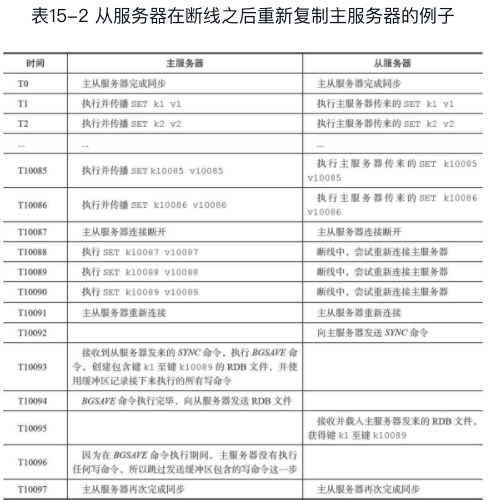 表15-2 从服务器在断线之后重新复制主服务器的例子
时间 主服务器 从服务器
T0 主从服务器完成同步 主从服务器完成同步
T1 执行并传播 SET k1 v1 执行主服务器传来的 SET k1 v1
T2 执行并传播 SET k2 v2 执行主服务器传来的 SET k2 v2
... ... ...
T10085 执行并传播 SET k10085 v10085 执行主服务器传来的 SET k10085
v10085
T10086 执行并传播 SET k10086 v10086 执行主服务器传来的 SET k10086
v10086
T10087 主从服务器连接断开 主从服务器连接断开
T10088 执行 SET k10087 v10087 断线中，尝试重新连接主服务器
T10089 执行 SET k10088 v10088 断线中，尝试重新连接主服务器
T10090 执行 SET k10089 v10089 断线中，尝试重新连接主服务器
T10091 主从服务器重新连接 主从服务器重新连接
T10092 向主服务器发送 SYNC 命令
T10093 接收到从服务器发来的 SYNC 命令，执行 BGSAVE 命
令，创建包含键 k1 至键 k10089 的 RDB 文件，并使
用缓冲区记录接下来执行的所有写命令
T10094 BGSAVE 命令执行完毕，向从服务器发送 RDB 文件
T10095 接收并载入主服务器发来的 RDB 文件，
获得键 k1 至键 k10089
T10096 因为在 BGSAVE 命令执行期间，主服务器没有执行
任何写命令，所以跳过发送缓冲区包含的写命令这一步
T10097 主从服务器再次完成同步 主从服务器再次完成同步